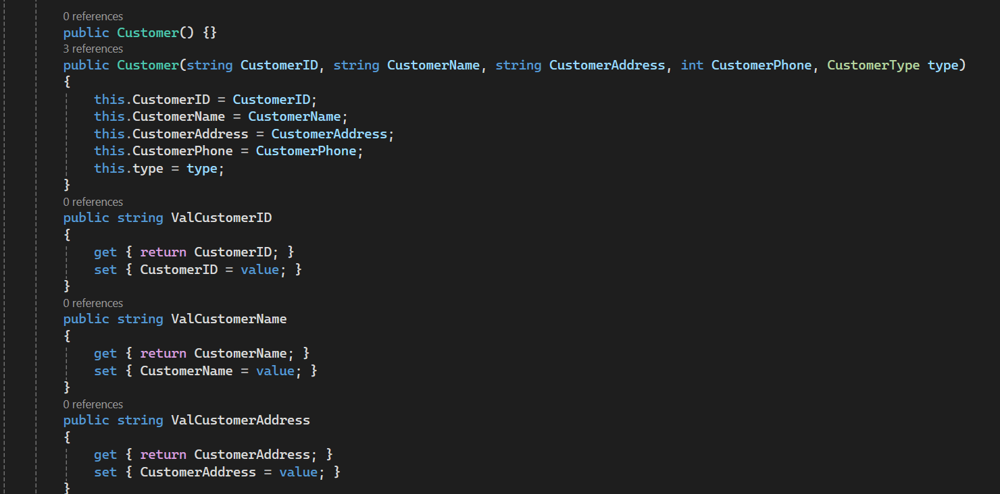 0 references
public Customer() {}
3 references
public Customer(string CustomerID, string CustomerName, string CustomerAddress, int CustomerPhone, CustomerType type)
{
this.CustomerID = CustomerID;
this.CustomerName = CustomerName;
this.CustomerAddress = CustomerAddress;
this.CustomerPhone = CustomerPhone;
this.type = type;
}
0 references
public string ValCustomerID
{
get { return CustomerID; }
set { CustomerID = value; }
}
0 references
public string ValCustomerName
{
get { return CustomerName; }
set { CustomerName = value; }
}
0 references
public string ValCustomerAddress
{
get { return CustomerAddress; }
set { CustomerAddress = value; }
}